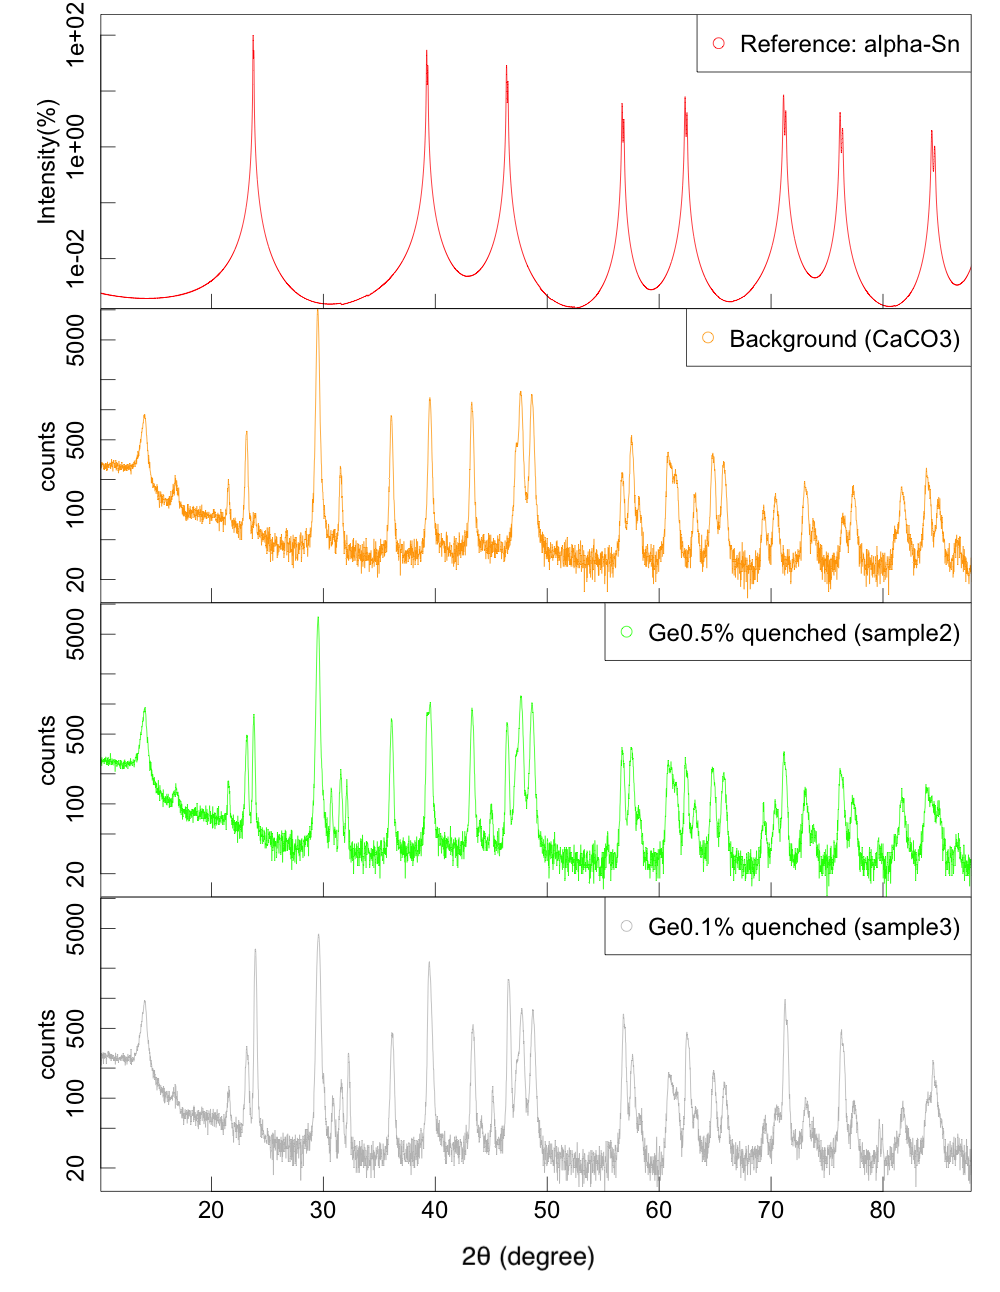 1e+02
1e+00
1e-02
Intensity(%)
Reference: alpha-Sn
5000
500
100
20
counts
Background (CaCO3)
5000
500
100
20
counts
Ge0.5% quenched (sample2)
5000
500
100
20
counts
Ge0.1% quenched (sample3)
20 30 40 50 60 70 80
2θ (degree)